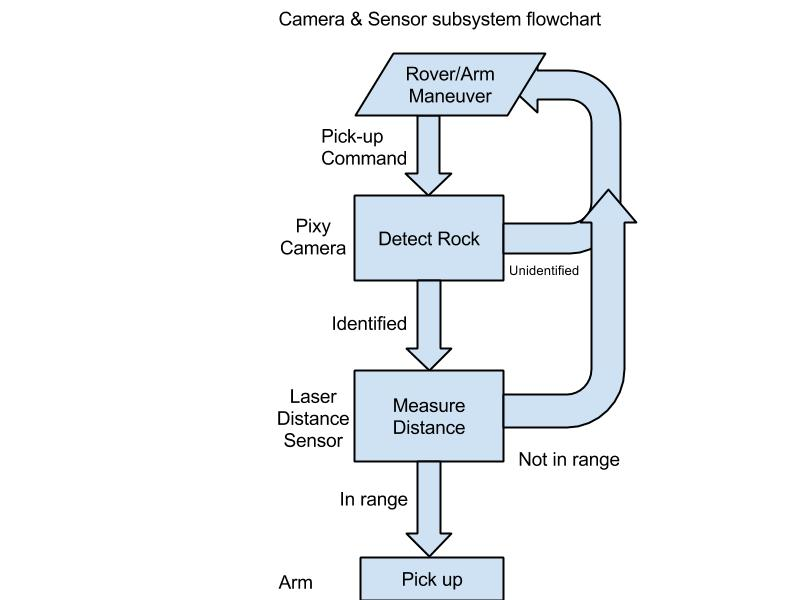 Camera & Sensor subsystem flowchart
Rover/Arm
Maneuver
Pick-up
Command
Pixy
Camera
Detect Rock
Unidentified
Identified
Laser
Distance
Sensor
Measure
Distance
Not in range
In range
Arm
Pick up